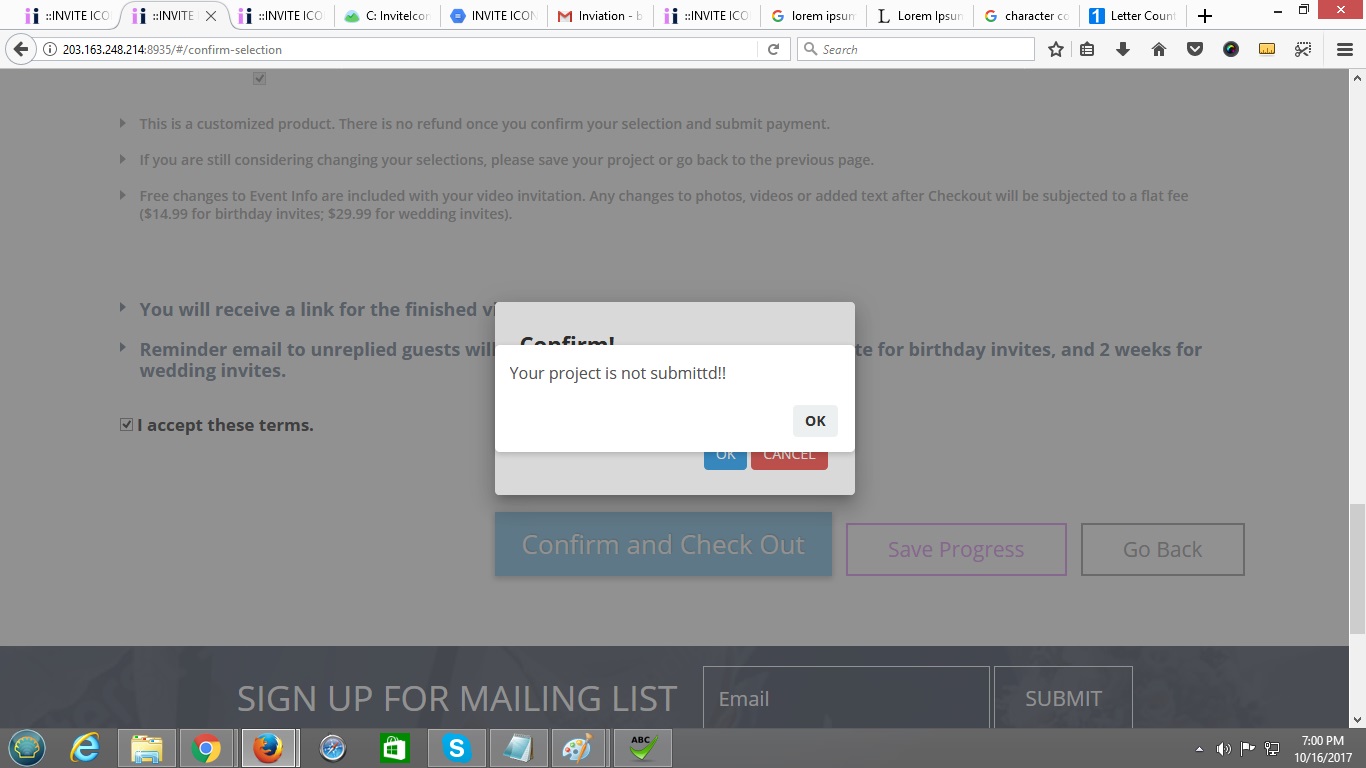 ::INVITE ICO
::INVITE
::INVITE ICO
C: InviteIcon
INVITE ICON
Inviation - b
::INVITE ICO
lorem ipsum
Lorem Ipsun
character co
Letter Count
203.163.248.214:8935/#/confirm-selection
Search
This is a customized product. There is no refund once you confirm your selection and submit payment.
If you are still considering changing your selections, please save your project or go back to the previous page.
Free changes to Event Info are included with your video invitation. Any changes to photos, videos or added text after Checkout will be subjected to a flat fee
($14.99 for birthday invites; $29.99 for wedding invites).
You will receive a link for the finished vi
Confirm!
Reminder email to unreplied guests will te for birthday invites, and 2 weeks for
wedding invites.
Your project is not submittd!!
OK
I accept these terms.
OK CANCEL
Confirm and Check Out
Save Progress
Go Back
SIGN UP FOR MAILING LIST
Email
SUBMIT
ABC
7:00 PM
10/16/2017